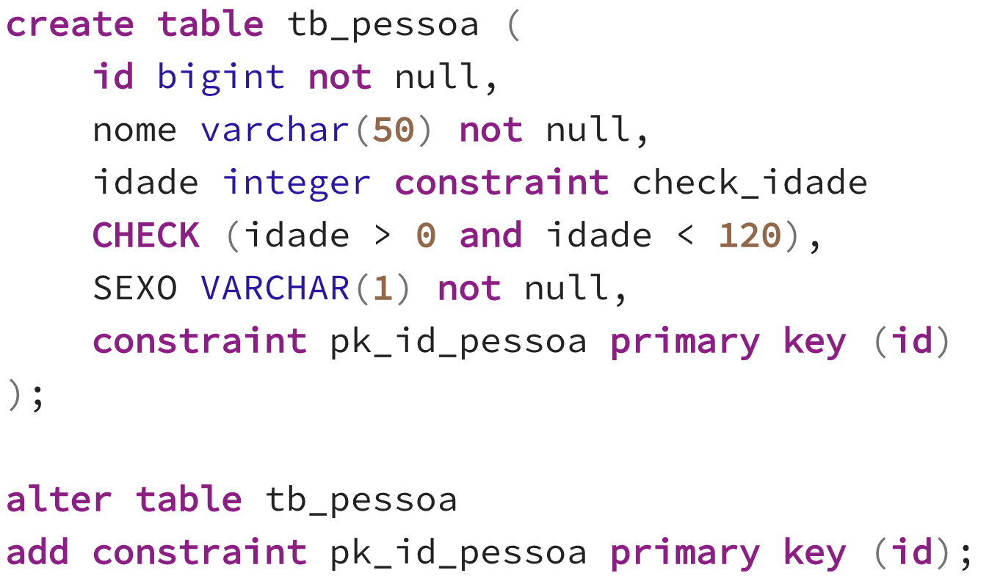 create table tb_pessoa (
id bigint not null,
nome varchar(50) not null,
idade integer constraint check_idade
CHECK (idade > 0 and idade < 120),
SEXO VARCHAR(1) not null,
constraint pk_id_pessoa primary key (id)
);
alter table tb_pessoa
add constraint pk_id_pessoa primary key (id);